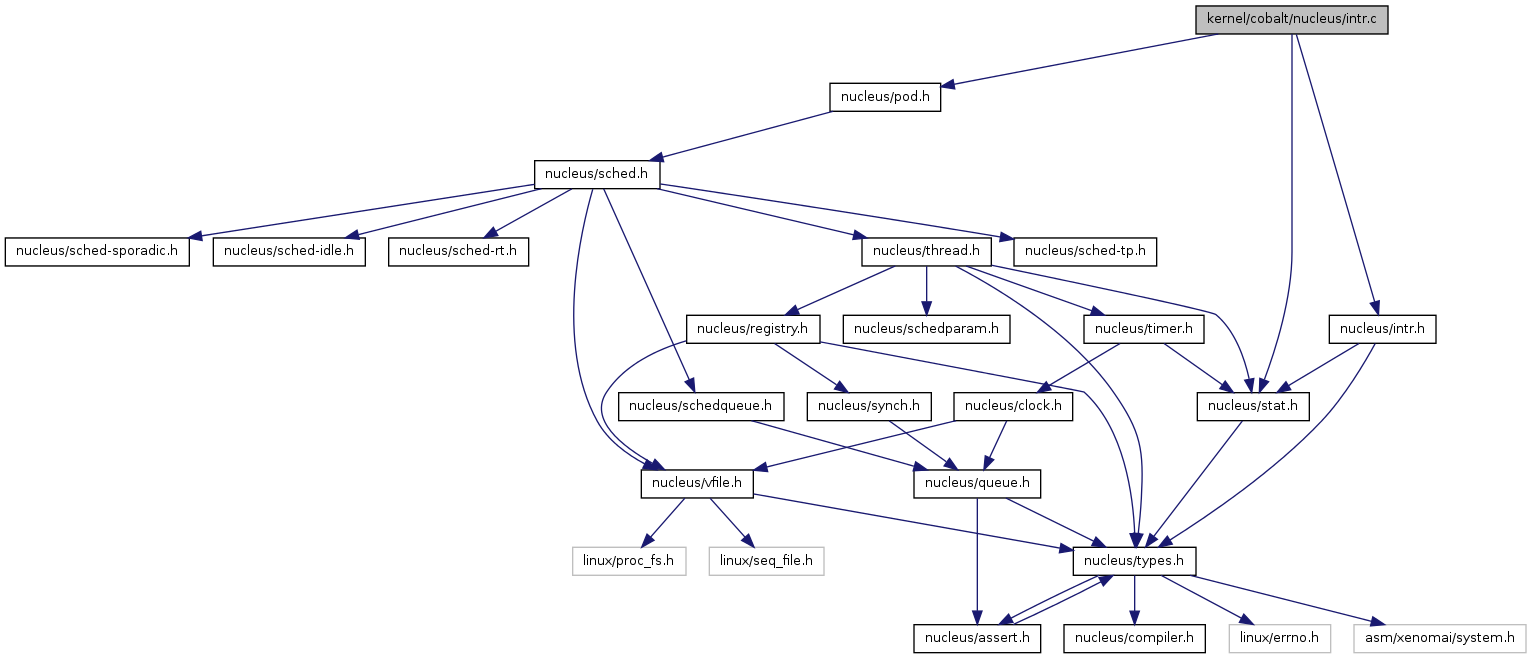 kernel/cobalt/nucleus/intr.c
nucleus/pod.h
nucleus/sched.h
nucleus/sched-sporadic.h
nucleus/sched-idle.h
nucleus/sched-rt.h
nucleus/thread.h
nucleus/sched-tp.h
nucleus/registry.h
nucleus/schedparam.h
nucleus/timer.h
nucleus/intr.h
nucleus/schedqueue.h
nucleus/synch.h
nucleus/clock.h
nucleus/stat.h
nucleus/vfile.h
nucleus/queue.h
linux/proc_fs.h
linux/seq_file.h
nucleus/types.h
nucleus/assert.h
nucleus/compiler.h
linux/errno.h
asm/xenomai/system.h